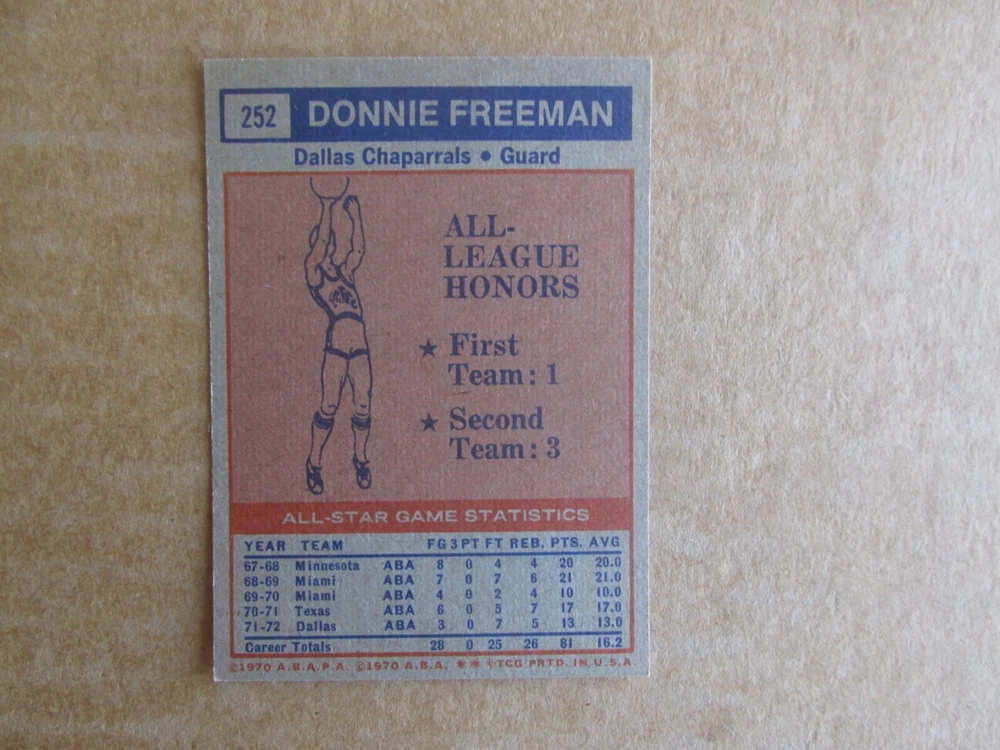 252 DONNIE FREEMAN
Dallas Chaparrals • Guard
ALL-
LEAGUE
HONORS
★ First
Team: 1
★ Second
Team: 3
ALL-STAR GAME STATISTICS
YEAR TEAM FG 3PT FT REB. PTS. AVG
67-68 Minnesota ABA 8 0 4 4 20 20.0
68-69 Miami ABA 7 0 7 6 21 21.0
69-70 Miami ABA 4 0 2 4 10 10.0
70-71 Texas ABA 6 0 5 7 17 17.0
71-72 Dallas ABA 3 0 7 5 13 13.0
Career Totals 28 0 25 26 81 16.2
©1970 A.B.A.P.A. ©1970 A.B.A. ✱✱ ©TCG PRTD. IN U.S.A.